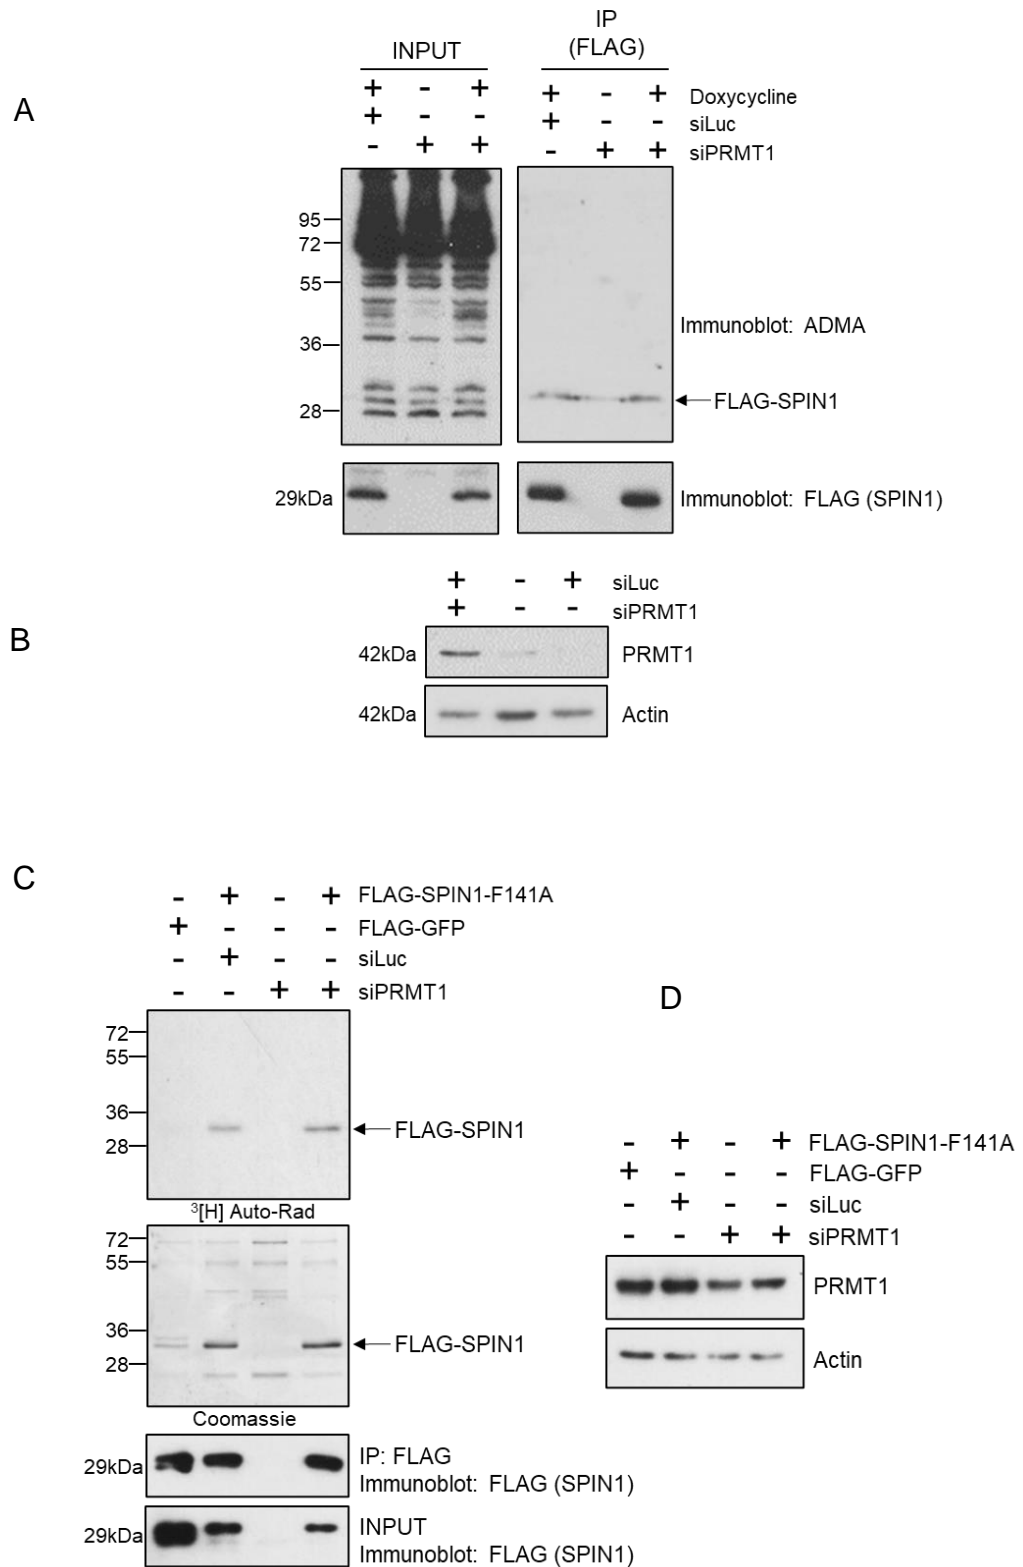 A
INPUT
IP
(FLAG)
+ - + + - + Doxycycline
+ - - + - - siLuc
- + + - + + siPRMT1
95
72
55
36
28
Immunoblot: ADMA
FLAG-SPIN1
29kDa
Immunoblot: FLAG (SPIN1)
B
+ - + siLuc
+ - - siPRMT1
42kDa PRMT1
42kDa Actin
C
- + - + FLAG-SPIN1-F141A
+ - - - FLAG-GFP
- + - - siLuc
- - + + siPRMT1
72
55
36
28
FLAG-SPIN1
3[H] Auto-Rad
72
55
36
28
FLAG-SPIN1
Coomassie
29kDa
IP: FLAG
Immunoblot: FLAG (SPIN1)
29kDa
INPUT
Immunoblot: FLAG (SPIN1)
D
- + - + FLAG-SPIN1-F141A
+ - - - FLAG-GFP
- + - - siLuc
- - + + siPRMT1
PRMT1
Actin